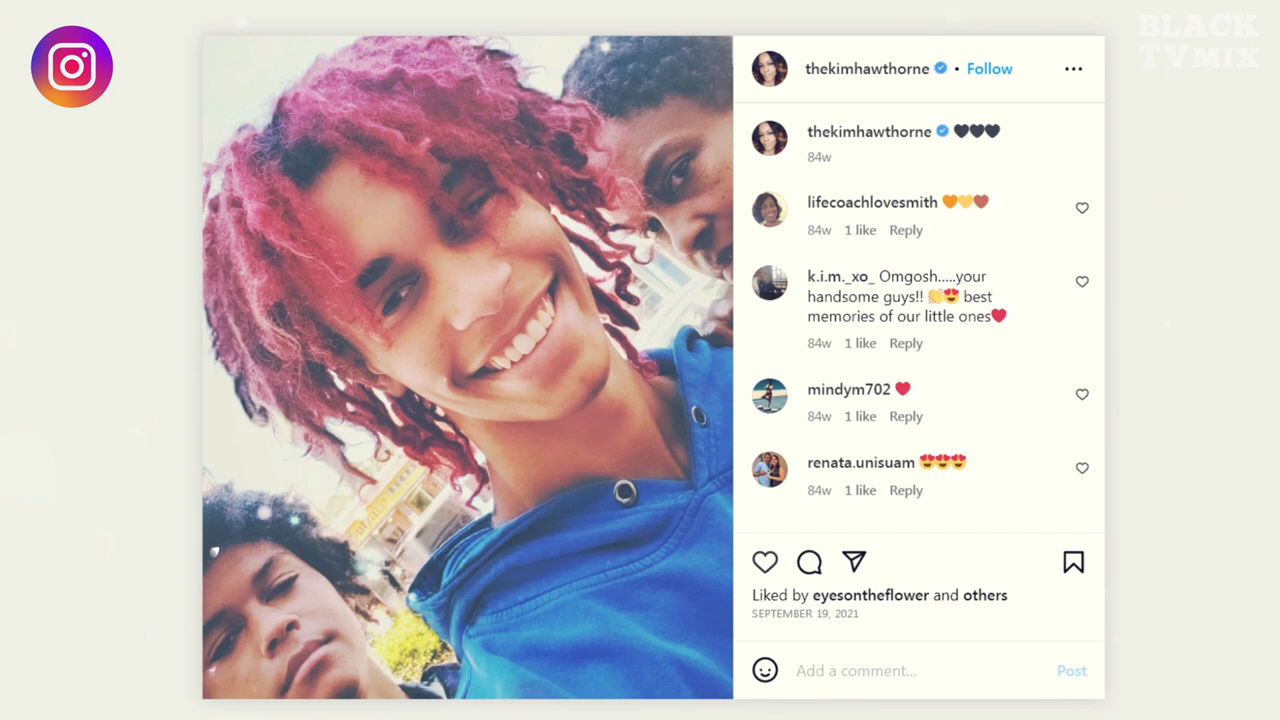 BLACK
TVMIX
thekimhawthorne • Follow
thekimhawthorne 🖤🖤🖤
84w
lifecoachlovesmith 🧡💛🤎
84w 1 like Reply
k.i.m._xo_ Omgosh.....your
handsome guys!! 👏😍 best
memories of our little ones❤️
84w 1 like Reply
mindym702 ❤️
84w 1 like Reply
renata.unisuam 😍😍😍
84w 1 like Reply
Liked by eyesontheflower and others
SEPTEMBER 19, 2021
Add a comment... Post